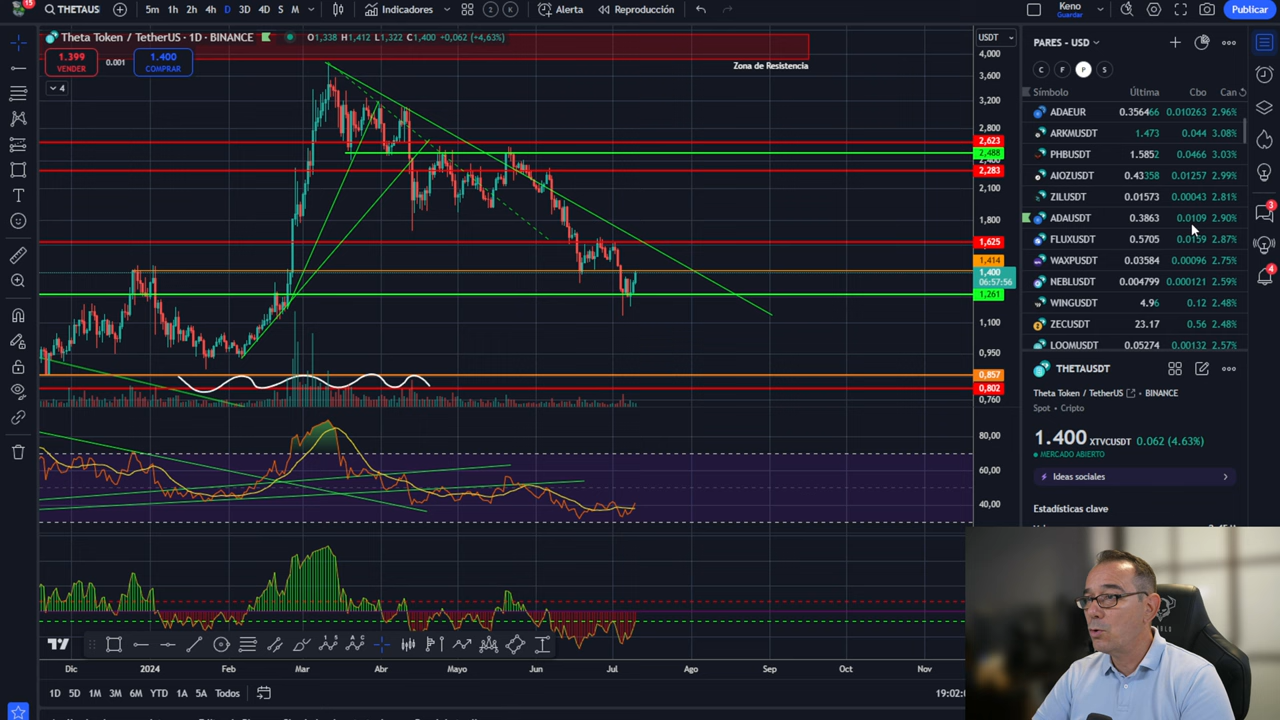 15
THETAUS
5m 1h 2h 4h D 3D 4D S M
Indicadores
2 K
Alerta
Reproducción
Keno
Guardar
Publicar
Theta Token / TetherUS · 1D · BINANCE
O1,338 H1,412 L1,322 C1,400 +0,062 (+4,63%)
USDT
1.399
VENDER
0.001
1.400
COMPRAR
4
Zona de Resistencia
4,000
3,600
3,200
2,800
2,623
2,488
2,400
2,283
2,100
1,800
1,625
1,414
1,400
06:57:56
1,261
1,100
0,950
0,857
0,802
0,760
80,00
60,00
40,00
Dic 2024 Feb Mar Abr Mayo Jun Jul Ago Sep Oct Nov
1D 5D 1M 3M 6M YTD 1A 5A Todos
19:02:0
PARES - USD
C F P S
Símbolo Última Cbo Can
ADAEUR 0.35646 0.010263 2.96%
ARKMUSDT 1.473 0.044 3.08%
PHBUSDT 1.5852 0.0466 3.03%
AIOZUSDT 0.43358 0.01257 2.99%
ZILUSDT 0.01573 0.00043 2.81%
ADAUSDT 0.3863 0.0109 2.90%
FLUXUSDT 0.5705 0.0159 2.87%
WAXPUSDT 0.03584 0.00096 2.75%
NEBLUSDT 0.004799 0.000121 2.59%
WINGUSDT 4.96 0.12 2.48%
ZECUSDT 23.17 0.56 2.48%
LOOMUSDT 0.05274 0.00132 2.57%
THETAUSDT
Theta Token / TetherUS · BINANCE
Spot · Cripto
1.400 XTVCUSDT 0.062 (4.63%)
MERCADO ABIERTO
Ideas sociales
Estadísticas clave
3
4